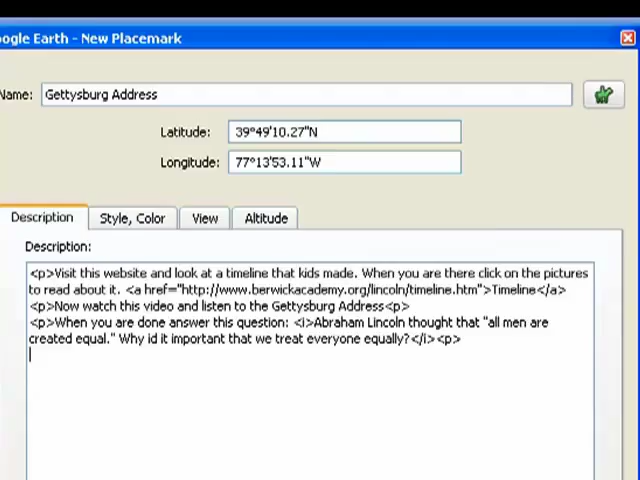 oogle Earth - New Placemark
Name: Gettysburg Address
Latitude: 39°49'10.27"N
Longitude: 77°13'53.11"W
Description Style, Color View Altitude
Description:
<p>Visit this website and look at a timeline that kids made. When you are there click on the pictures
to read about it. <a href="http://www.berwickacademy.org/lincoln/timeline.htm">Timeline</a>
<p>Now watch this video and listen to the Gettysburg Address<p>
<p>When you are done answer this question: <i>Abraham Lincoln thought that "all men are
created equal." Why id it important that we treat everyone equally?</i><p>